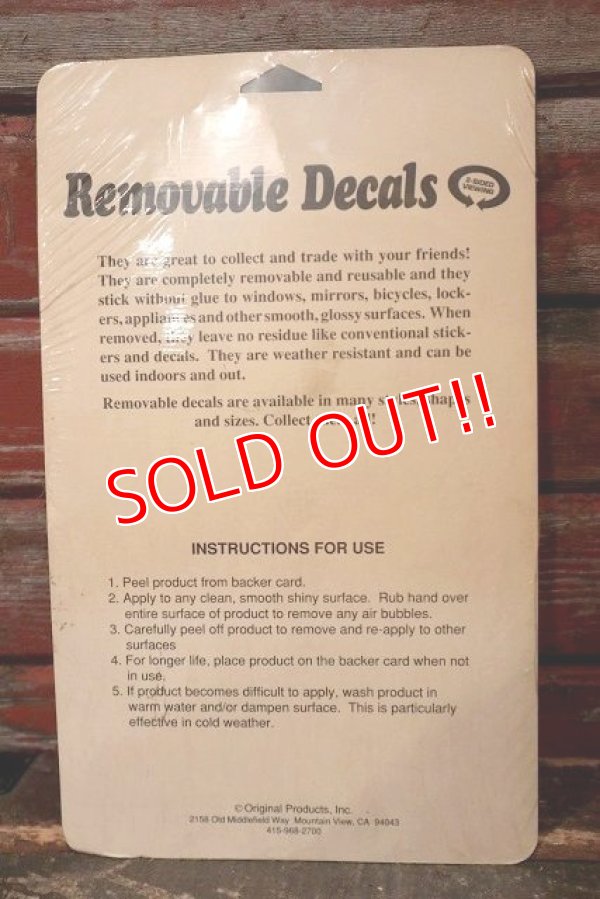 Removable Decals
2-SIDED
VIEWING
They are great to collect and trade with your friends!
They are completely removable and reusable and they
stick without glue to windows, mirrors, bicycles, lock-
ers, appliances and other smooth, glossy surfaces. When
removed, they leave no residue like conventional stick-
ers and decals. They are weather resistant and can be
used indoors and out.
Removable decals are available in many styles, shapes
and sizes. Collect them all!
SOLD OUT!!
INSTRUCTIONS FOR USE
1. Peel product from backer card.
2. Apply to any clean, smooth shiny surface. Rub hand over
entire surface of product to remove any air bubbles.
3. Carefully peel off product to remove and re-apply to other
surfaces
4. For longer life, place product on the backer card when not
in use.
5. If product becomes difficult to apply, wash product in
warm water and/or dampen surface. This is particularly
effective in cold weather.
© Original Products, Inc.
2158 Old Middlefield Way Mountain View, CA 94043
415-968-2700